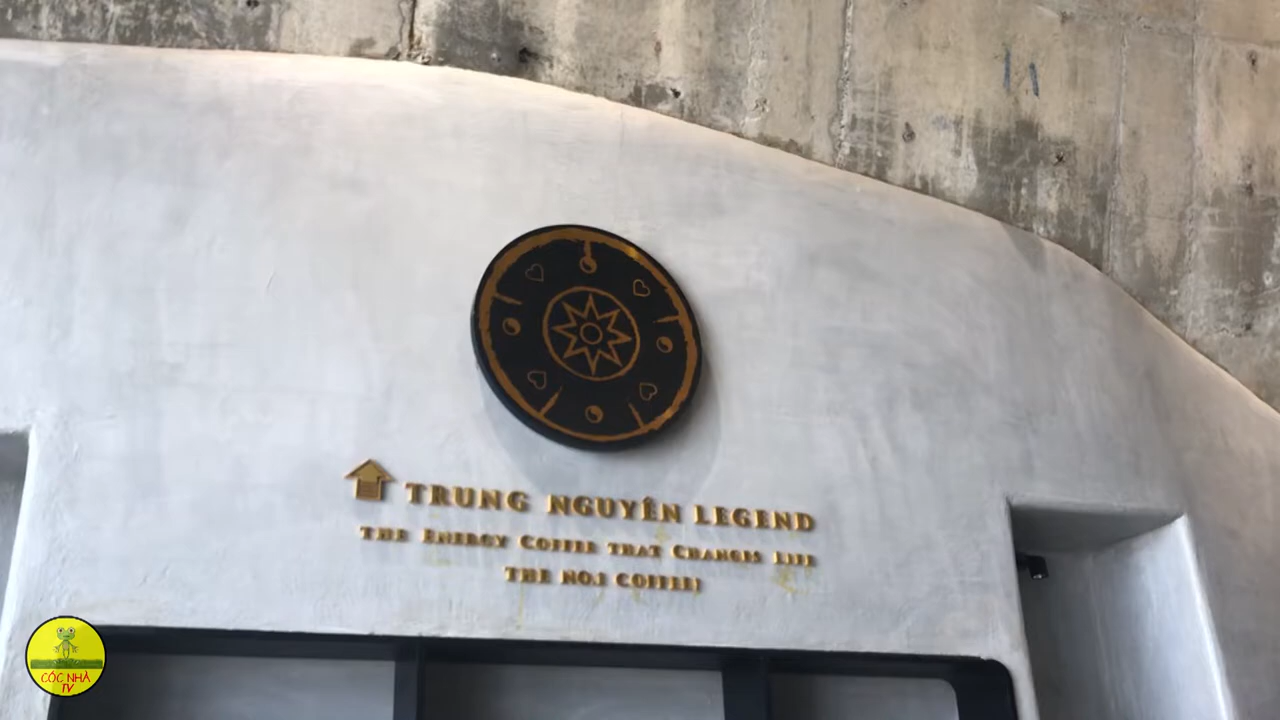 TRUNG NGUYÊN LEGEND
THE ENERGY COFFEE THAT CHANGES LIFE
THE NO.1 COFFEE!
CÓC NHÀ
TV